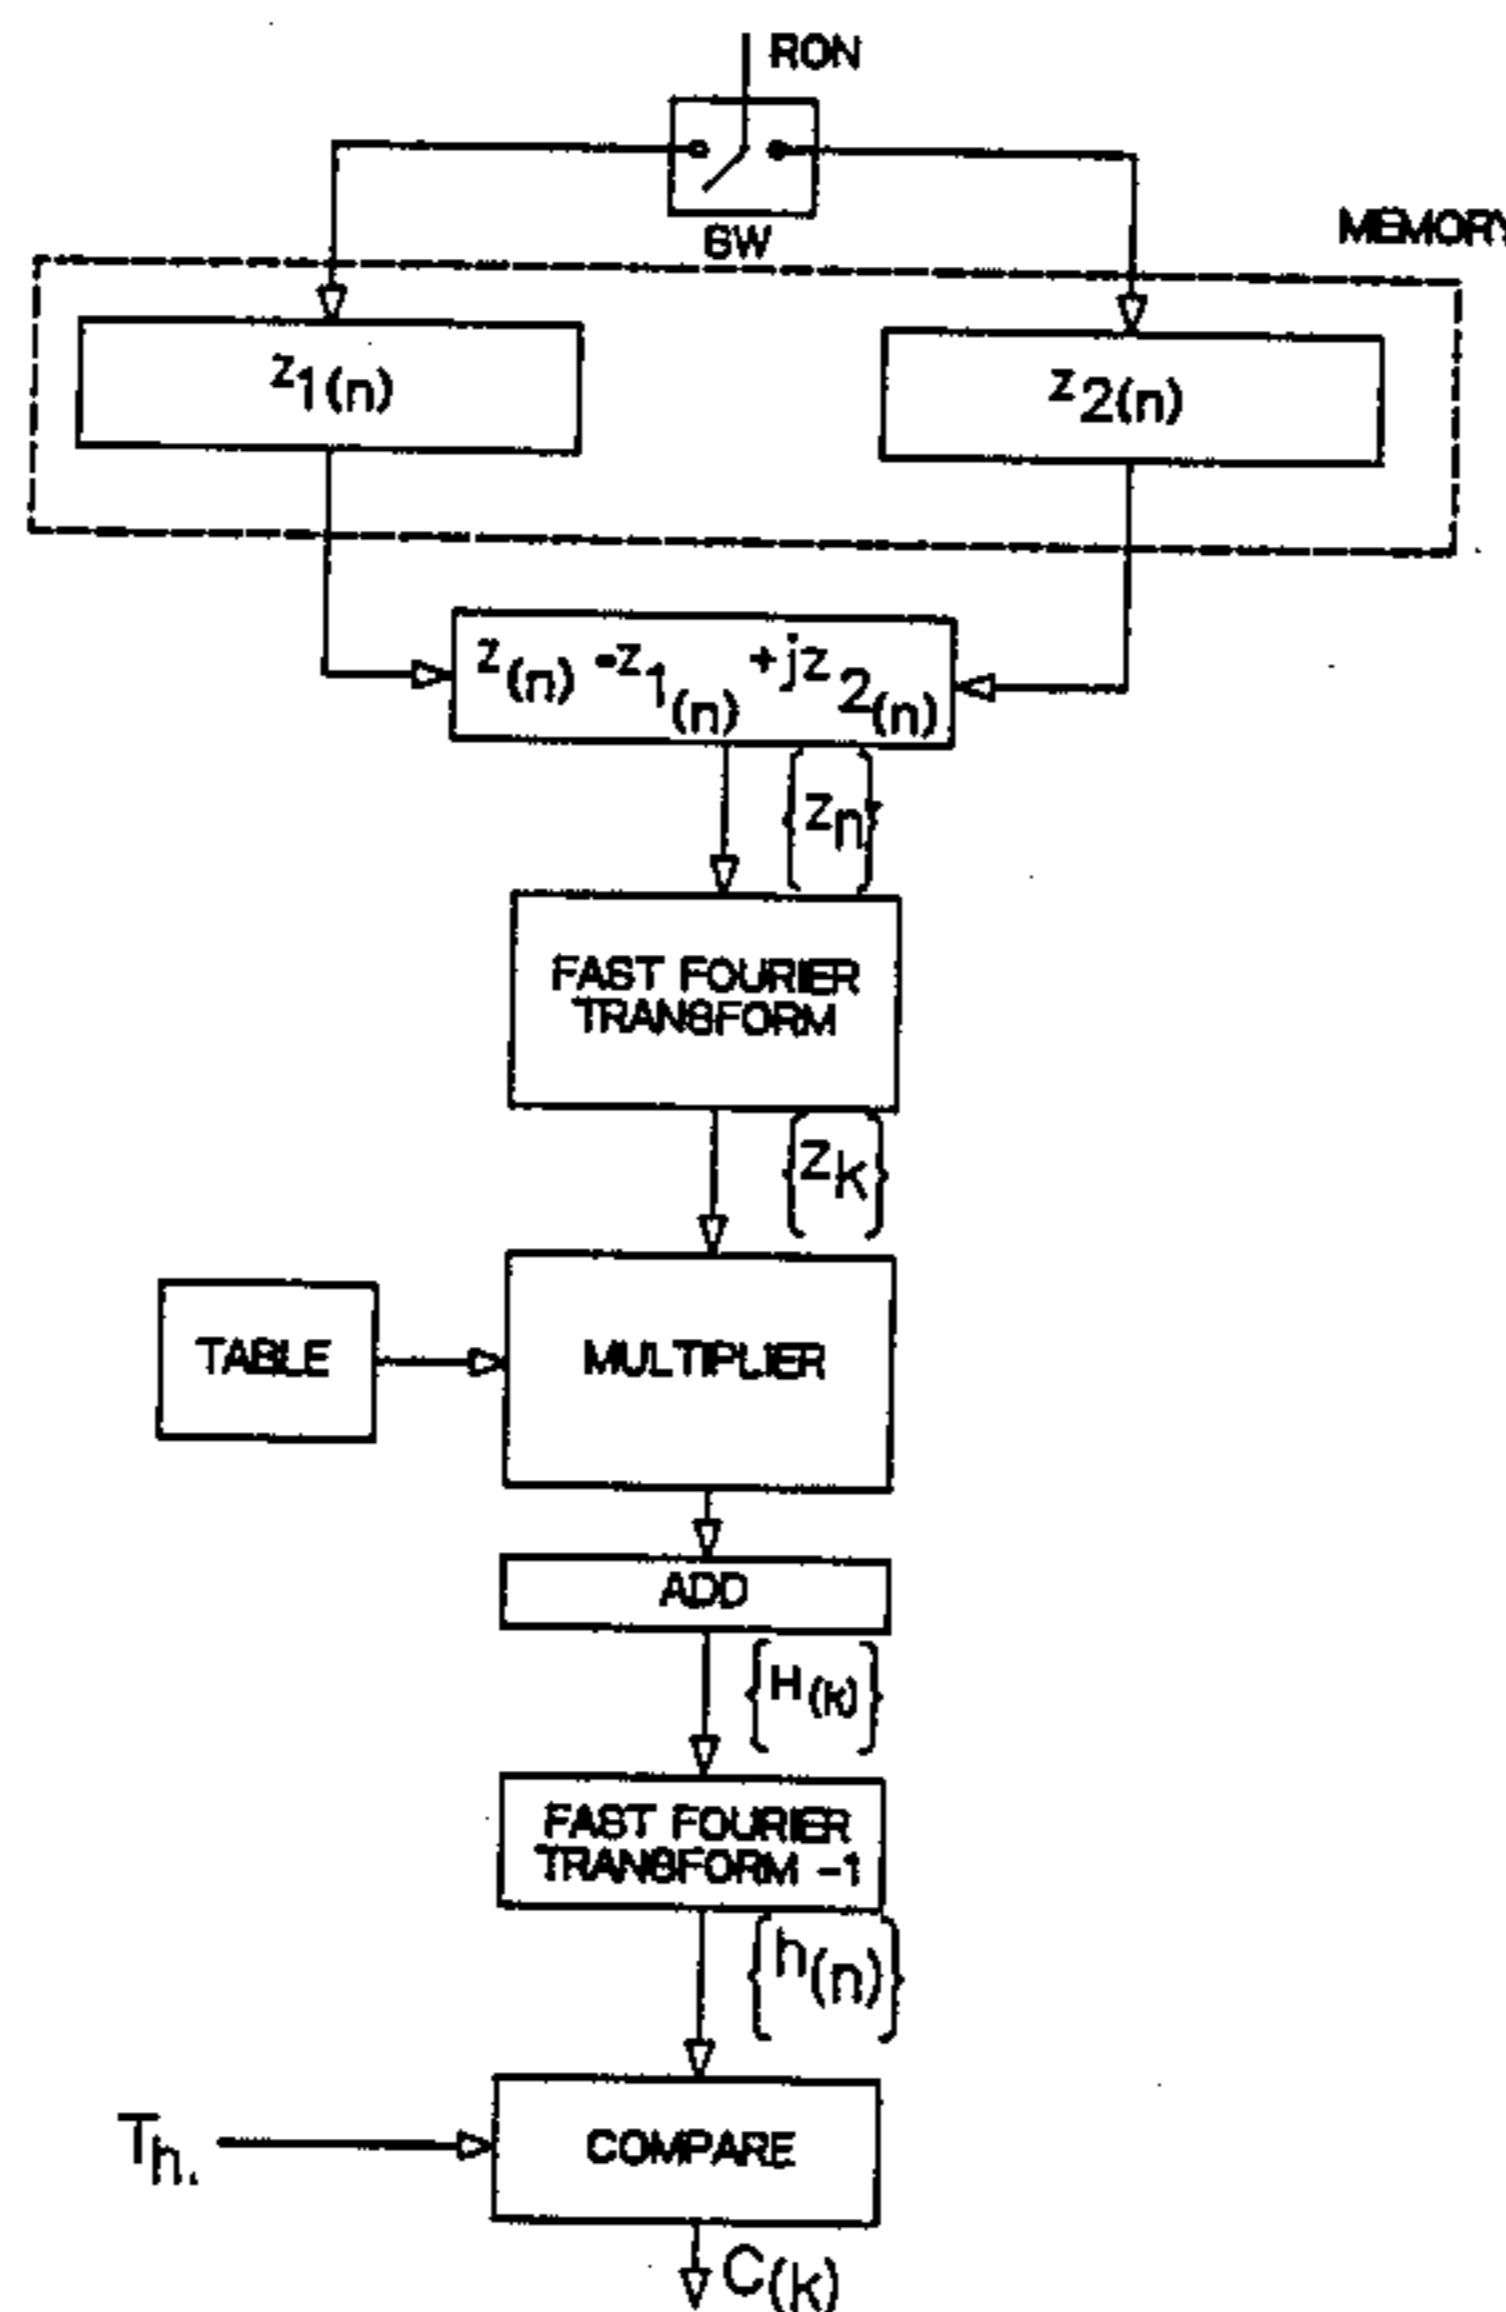 RON
SW
MEMORY
z1(n)
z2(n)
z(n) =z1(n) +jz2(n)
{zn}
FAST FOURIER
TRANSFORM
{zk}
TABLE
MULTIPLIER
ADD
{H(k)}
FAST FOURIER
TRANSFORM -1
{h(n)}
Th.
COMPARE
C(k)